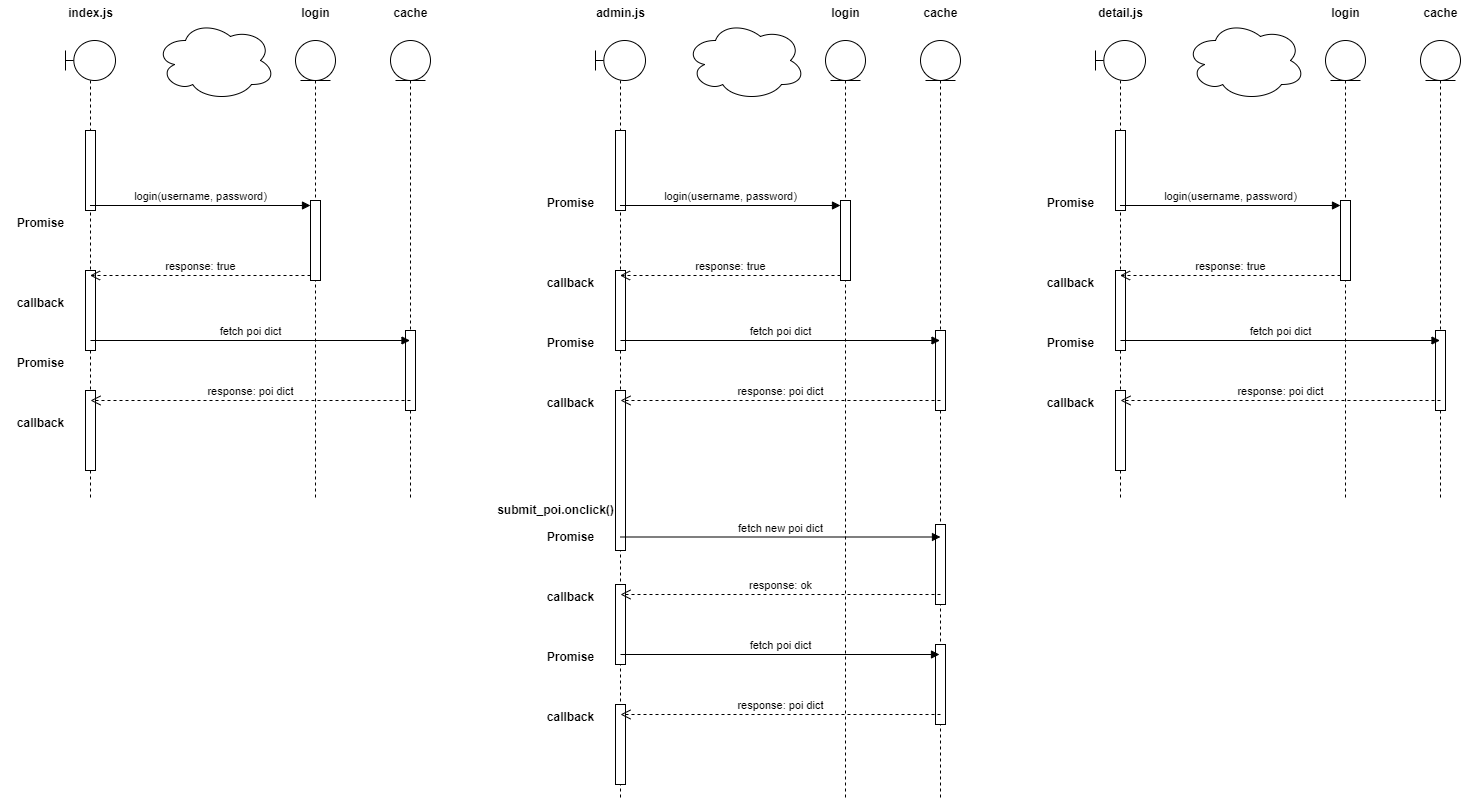 index.js
login
cache
login(username, password)
Promise
response: true
callback
fetch poi dict
Promise
response: poi dict
callback
admin.js
login
cache
login(username, password)
Promise
response: true
callback
fetch poi dict
Promise
response: poi dict
callback
submit_poi.onclick()
fetch new poi dict
Promise
response: ok
callback
fetch poi dict
Promise
response: poi dict
callback
detail.js
login
cache
login(username, password)
Promise
response: true
callback
fetch poi dict
Promise
response: poi dict
callback